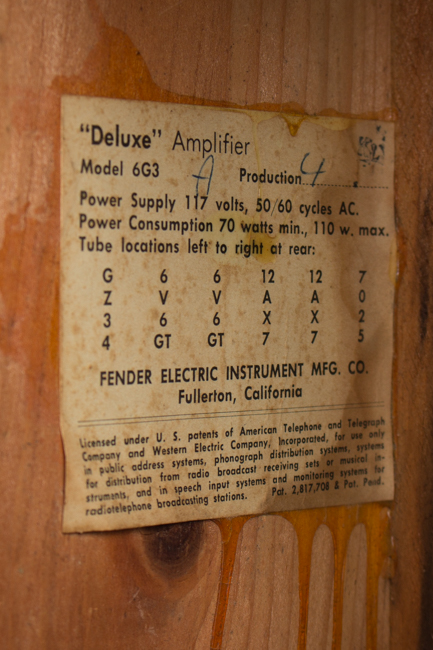 "Deluxe" Amplifier
Model 6G3 A Production 4
Power Supply 117 volts, 50/60 cycles AC.
Power Consumption 70 watts min., 110 w. max.
Tube locations left to right at rear:
G 6 6 12 12 7
Z V V A A 0
3 6 6 X X 2
4 GT GT 7 7 5
FENDER ELECTRIC INSTRUMENT MFG. CO.
Fullerton, California
Licensed under U. S. patents of American Telephone and Telegraph
Company and Western Electric Company, Incorporated, for use only
in public address systems, phonograph distribution systems, systems
for distribution from radio broadcast receiving sets or musical in-
struments, and in speech input systems and monitoring systems for
radiotelephone broadcasting stations. Pat. 2,817,708 & Pat. Pend.